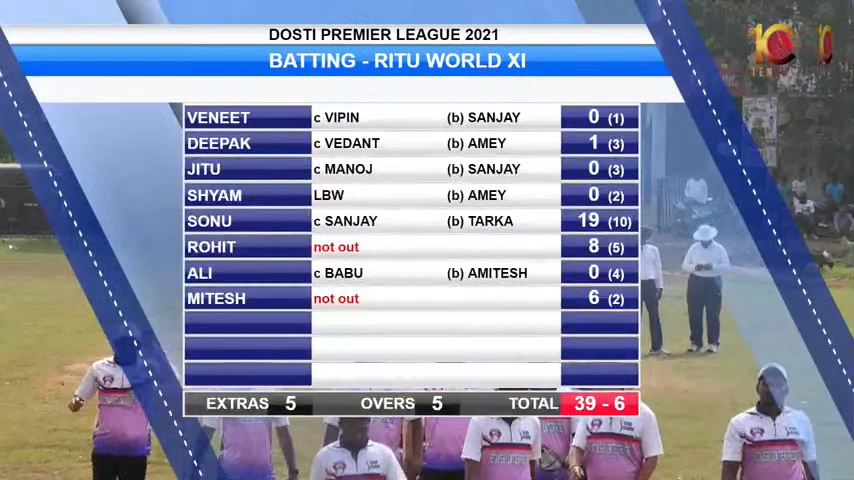 DOSTI PREMIER LEAGUE 2021
BATTING - RITU WORLD XI
VENEET c VIPIN (b) SANJAY 0 (1)
DEEPAK c VEDANT (b) AMEY 1 (3)
JITU c MANOJ (b) SANJAY 0 (3)
SHYAM LBW (b) AMEY 0 (2)
SONU c SANJAY (b) TARKA 19 (10)
ROHIT not out 8 (5)
ALI c BABU (b) AMITESH 0 (4)
MITESH not out 6 (2)
EXTRAS 5 OVERS 5 TOTAL 39 - 6